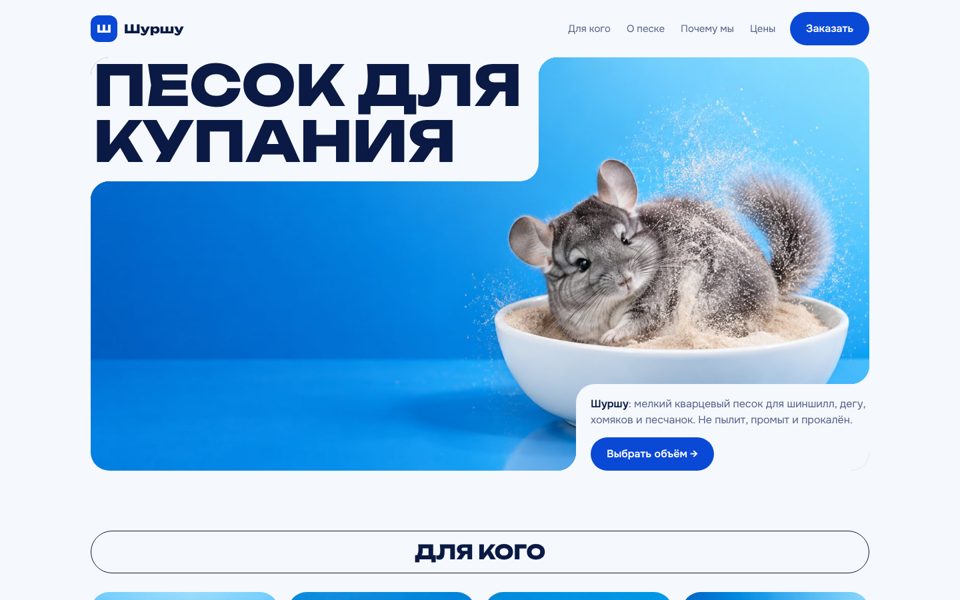 Ш Шуршу
Для кого О песке Почему мы Цены Заказать
ПЕСОК ДЛЯ
КУПАНИЯ
Шуршу: мелкий кварцевый песок для шиншилл, дегу,
хомяков и песчанок. Не пылит, промыт и прокалён.
Выбрать объём →
ДЛЯ КОГО